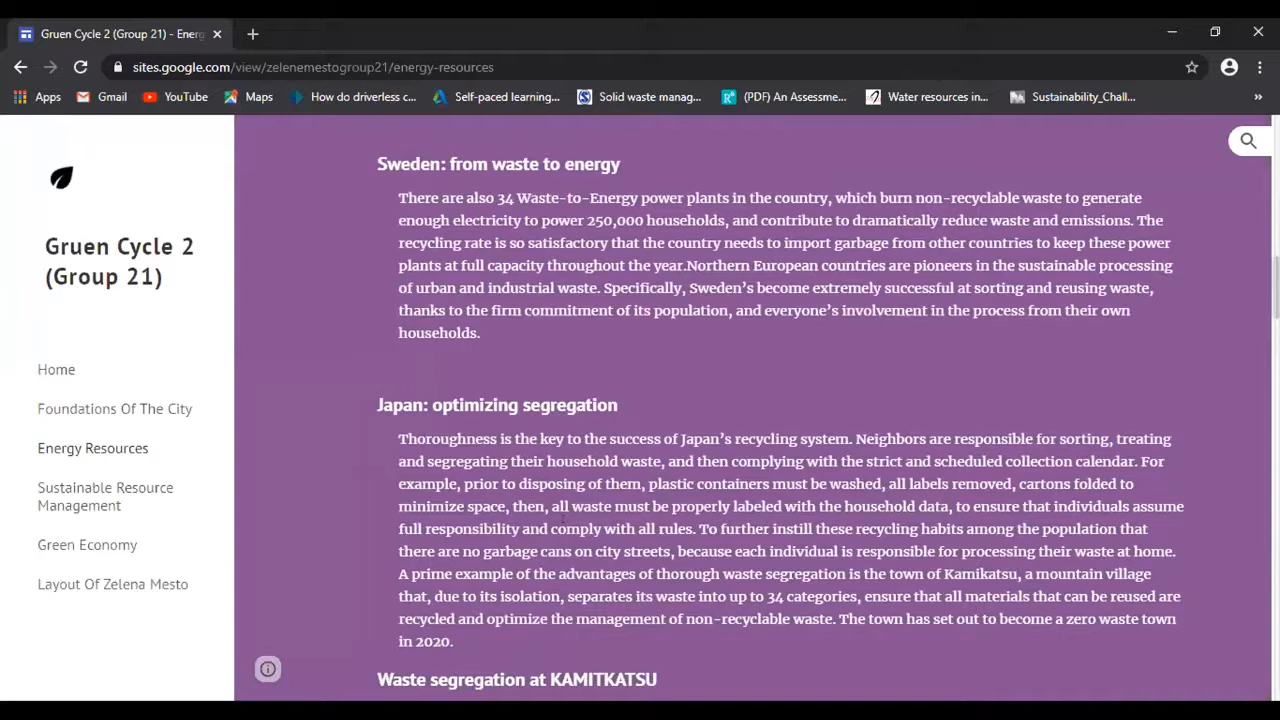 Gruen Cycle 2 (Group 21) - Energ
sites.google.com/view/zelenemestogroup21/energy-resources
Apps Gmail YouTube Maps How do driverless c... Self-paced learning... Solid waste manag... (PDF) An Assessme... Water resources in... Sustainability_Chall... »
Gruen Cycle 2
(Group 21)
Home
Foundations Of The City
Energy Resources
Sustainable Resource
Management
Green Economy
Layout Of Zelena Mesto
Sweden: from waste to energy
There are also 34 Waste-to-Energy power plants in the country, which burn non-recyclable waste to generate
enough electricity to power 250,000 households, and contribute to dramatically reduce waste and emissions. The
recycling rate is so satisfactory that the country needs to import garbage from other countries to keep these power
plants at full capacity throughout the year.Northern European countries are pioneers in the sustainable processing
of urban and industrial waste. Specifically, Sweden's become extremely successful at sorting and reusing waste,
thanks to the firm commitment of its population, and everyone's involvement in the process from their own
households.
Japan: optimizing segregation
Thoroughness is the key to the success of Japan's recycling system. Neighbors are responsible for sorting, treating
and segregating their household waste, and then complying with the strict and scheduled collection calendar. For
example, prior to disposing of them, plastic containers must be washed, all labels removed, cartons folded to
minimize space, then, all waste must be properly labeled with the household data, to ensure that individuals assume
full responsibility and comply with all rules. To further instill these recycling habits among the population that
there are no garbage cans on city streets, because each individual is responsible for processing their waste at home.
A prime example of the advantages of thorough waste segregation is the town of Kamikatsu, a mountain village
that, due to its isolation, separates its waste into up to 34 categories, ensure that all materials that can be reused are
recycled and optimize the management of non-recyclable waste. The town has set out to become a zero waste town
in 2020.
Waste segregation at KAMITKATSU